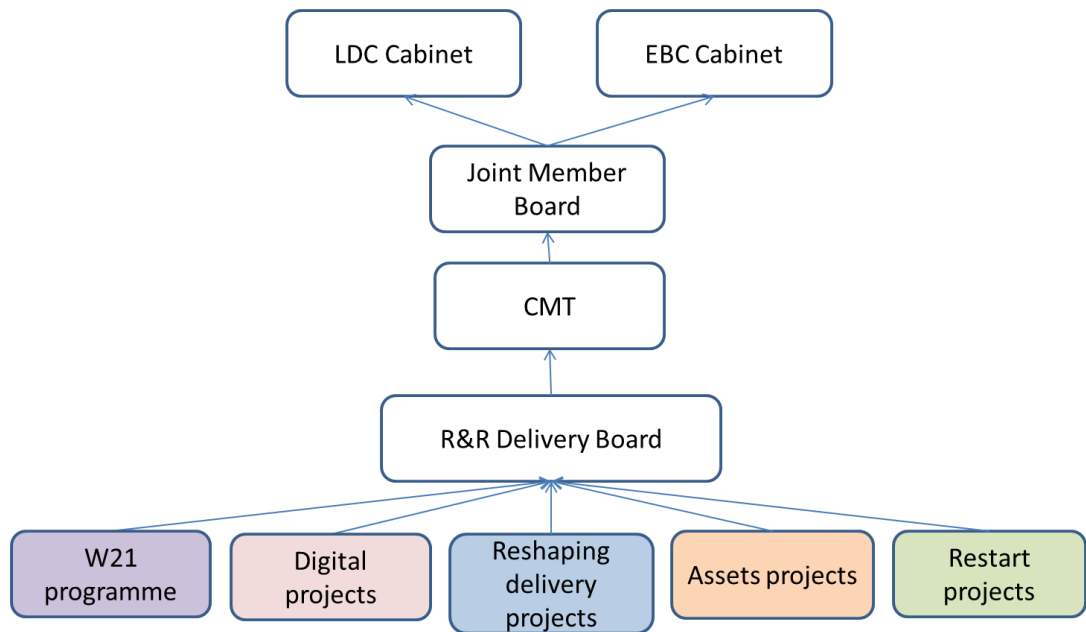 LDC Cabinet
EBC Cabinet
Joint Member
Board
CMT
R&R Delivery Board
W21
programme
Digital
projects
Reshaping
delivery
projects
Assets projects
Restart
projects